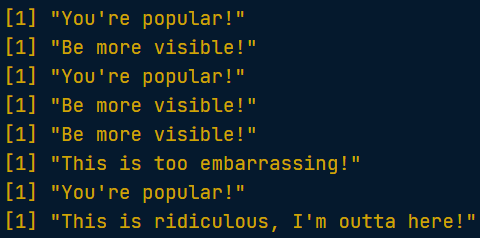 [1] "You're popular!"
[1] "Be more visible!"
[1] "You're popular!"
[1] "Be more visible!"
[1] "Be more visible!"
[1] "This is too embarrassing!"
[1] "You're popular!"
[1] "This is ridiculous, I'm outta here!"